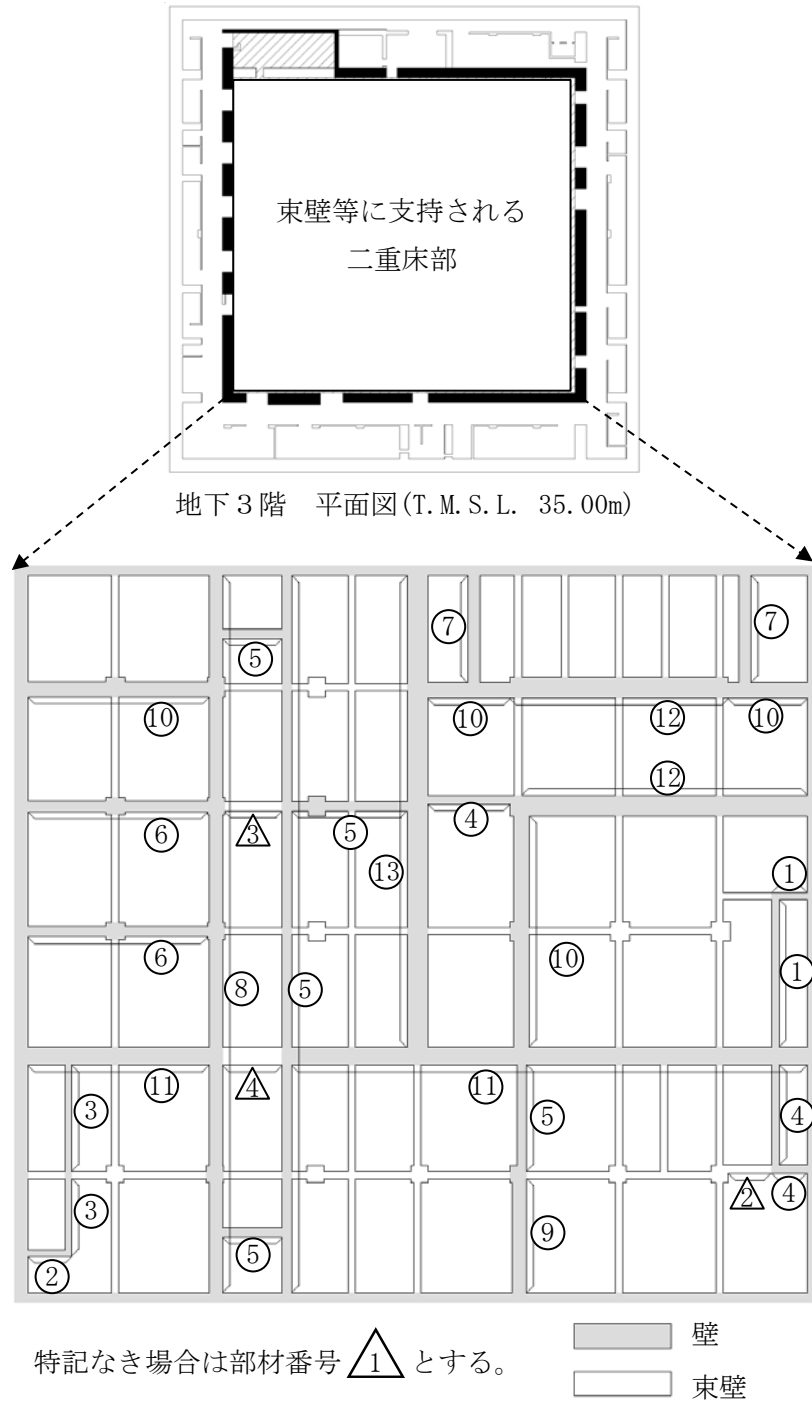 束壁等に支持される
二重床部
地下3階　平面図(T.M.S.L. 35.00m)
⑦ ⑦
⑤
⑩ ⑩ ⑫ ⑩
⑫
④
⑥ 3 ⑤
⑬ ①
⑥ ⑩
⑧ ⑤ ①
⑪ 4 ⑪
③ ⑤ ④
③ 2 ④
⑨
② ⑤
特記なき場合は部材番号 1 とする。
壁
束壁